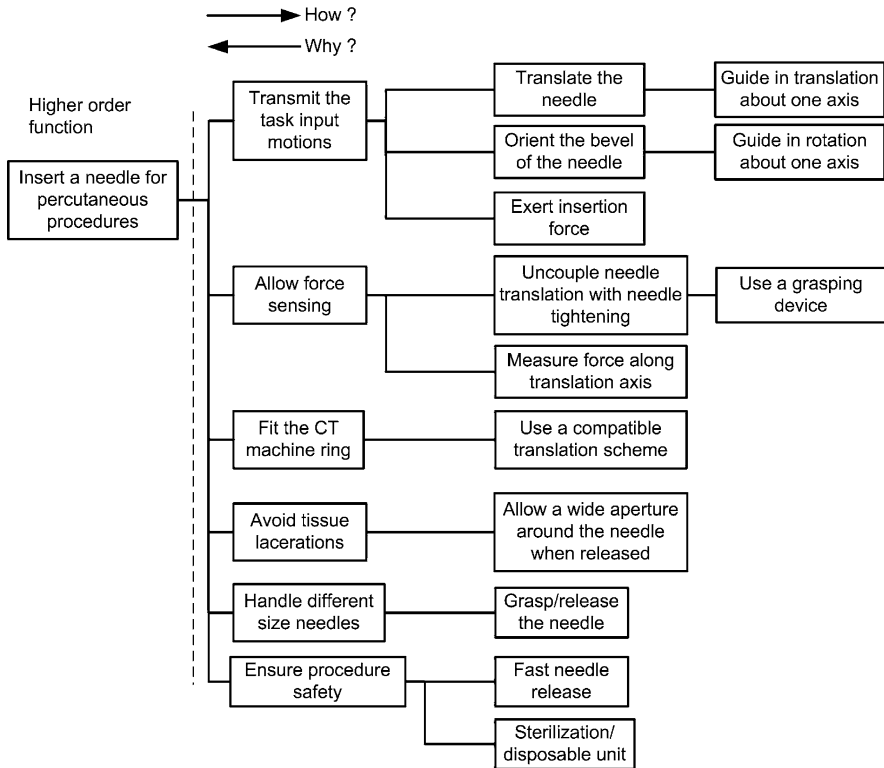 How ?
Why ?
Higher order
function
Insert a needle for
percutaneous
procedures
Transmit the
task input
motions
Translate the
needle
Guide in translation
about one axis
Orient the bevel
of the needle
Guide in rotation
about one axis
Exert insertion
force
Allow force
sensing
Uncouple needle
translation with needle
tightening
Use a grasping
device
Measure force along
translation axis
Fit the CT
machine ring
Use a compatible
translation scheme
Avoid tissue
lacerations
Allow a wide aperture
around the needle
when released
Handle different
size needles
Grasp/release
the needle
Ensure procedure
safety
Fast needle
release
Sterilization/
disposable unit